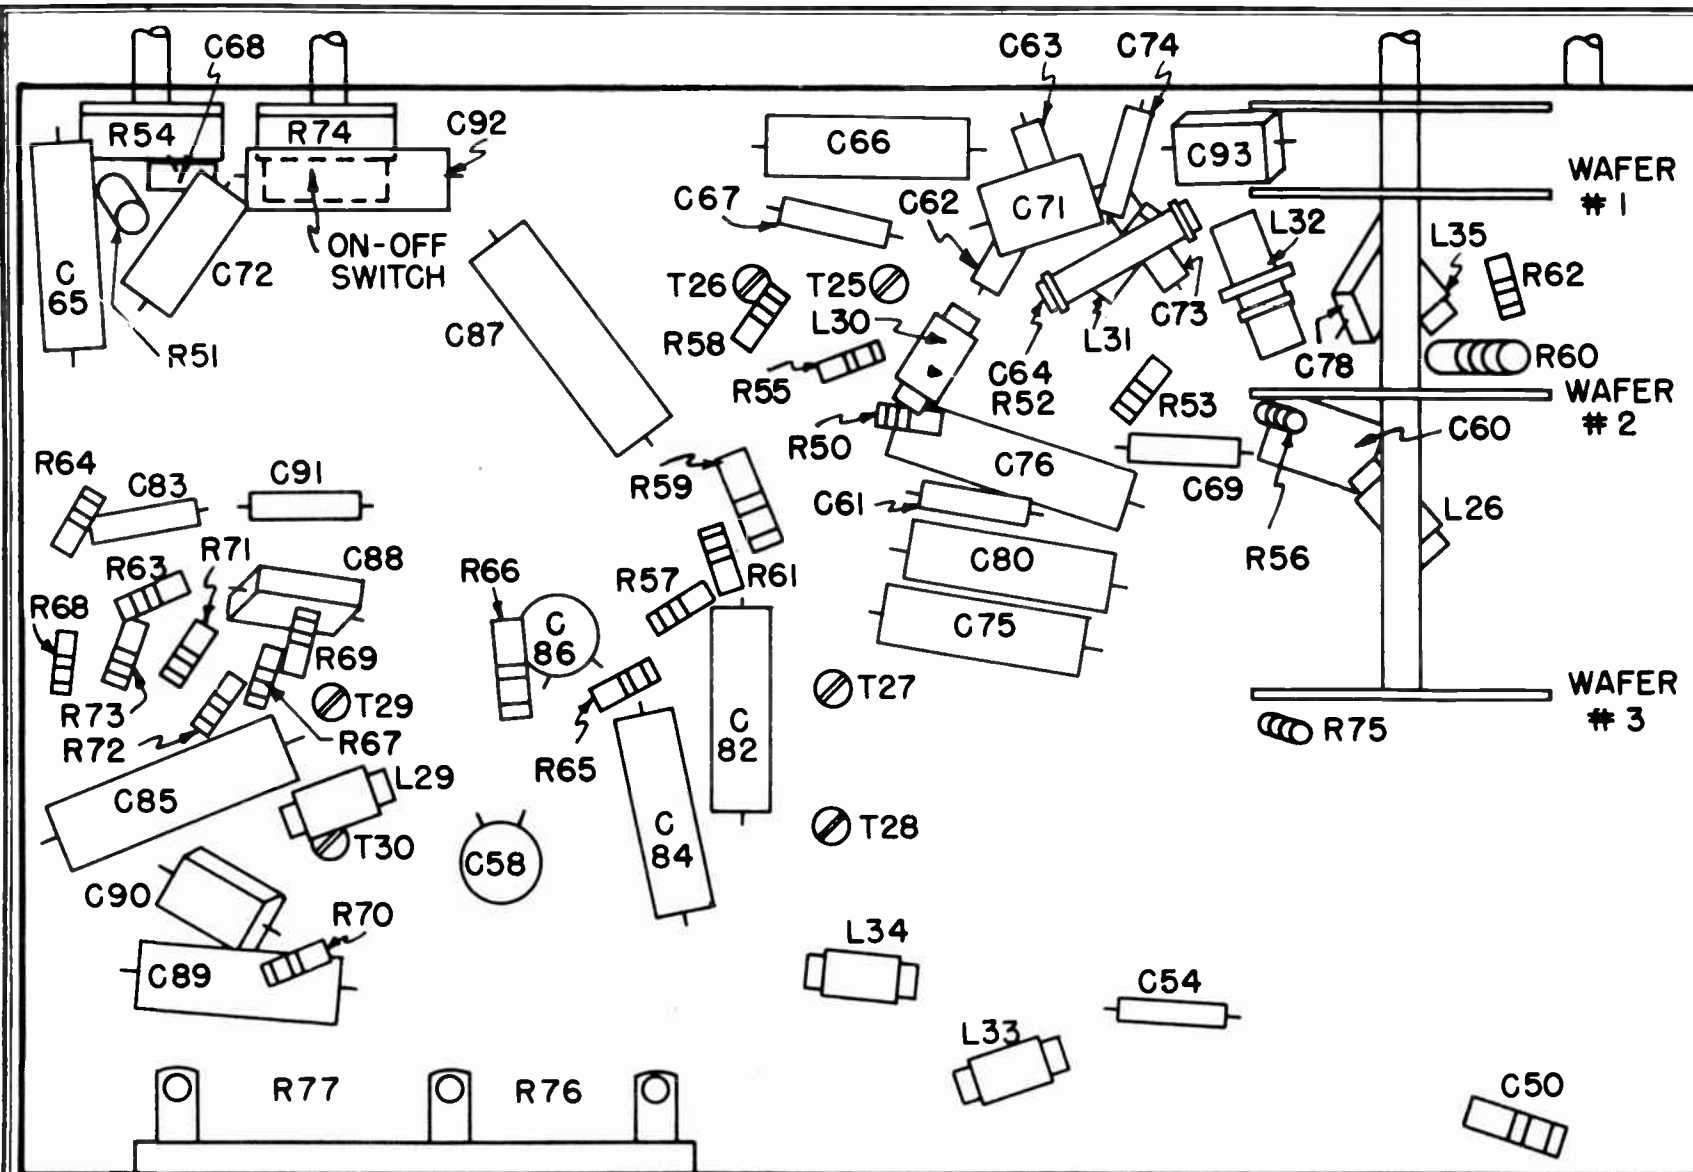 C68
C63
C74
R54
R74
C92
C66
C93
WAFER
# 1
C67
C62
C71
L32
L35
ON-OFF
SWITCH
C
65
C72
T26
T25
R62
C87
L30
C73
R51
R58
L31
C78
R60
R55
C64
R52
R53
WAFER
# 2
R50
C60
R64
C83
C91
R59
C76
C69
C61
L26
R71
R63
C88
R66
R57
R61
C80
R56
R68
C
86
C75
R69
R73
T29
T27
WAFER
# 3
R72
R67
R65
C
82
R75
C85
L29
C
84
T30
C58
T28
C90
R70
L34
C89
C54
L33
R77
R76
C50